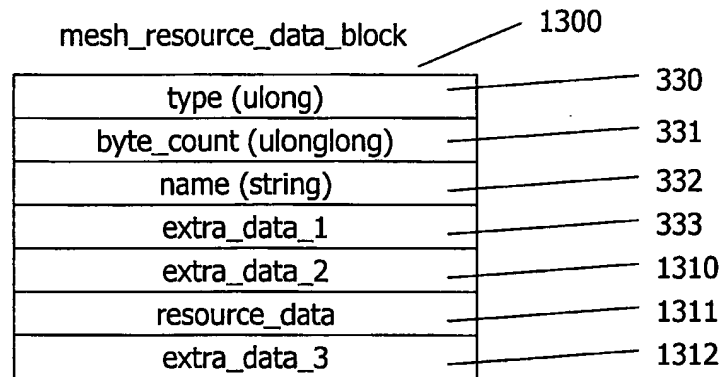 mesh_resource_data_block 1300
type (ulong) 330
byte_count (ulonglong) 331
name (string) 332
extra_data_1 333
extra_data_2 1310
resource_data 1311
extra_data_3 1312